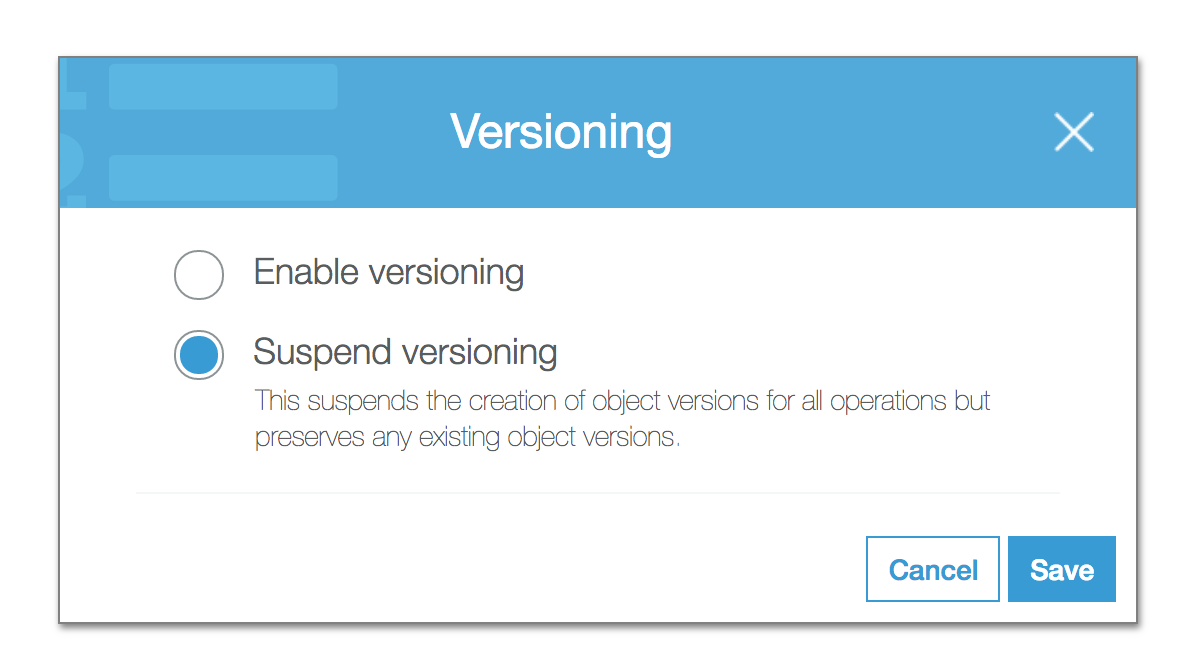 Versioning
Enable versioning
Suspend versioning
This suspends the creation of object versions for all operations but
preserves any existing object versions.
Cancel
Save